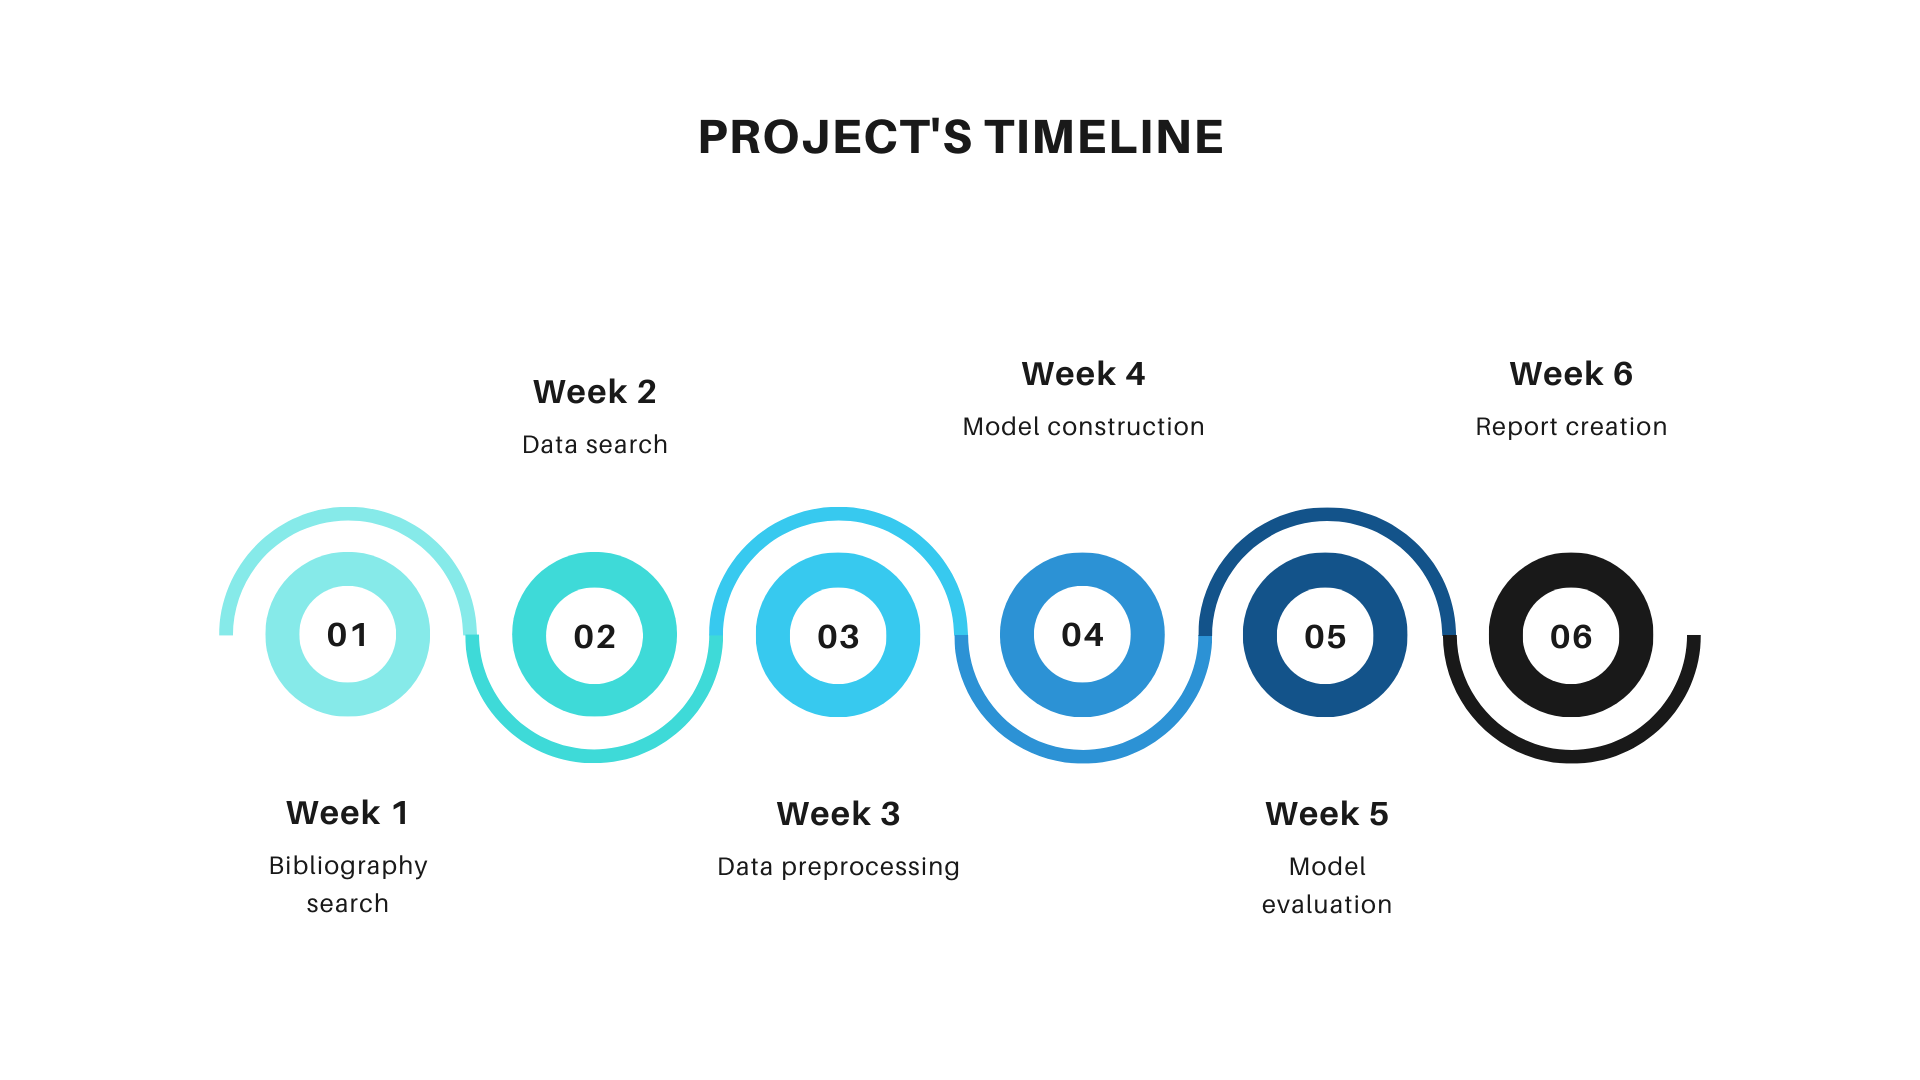 PROJECT'S TIMELINE
Week 2
Data search
Week 4
Model construction
Week 6
Report creation
01
02
03
04
05
06
Week 1
Bibliography
search
Week 3
Data preprocessing
Week 5
Model
evaluation